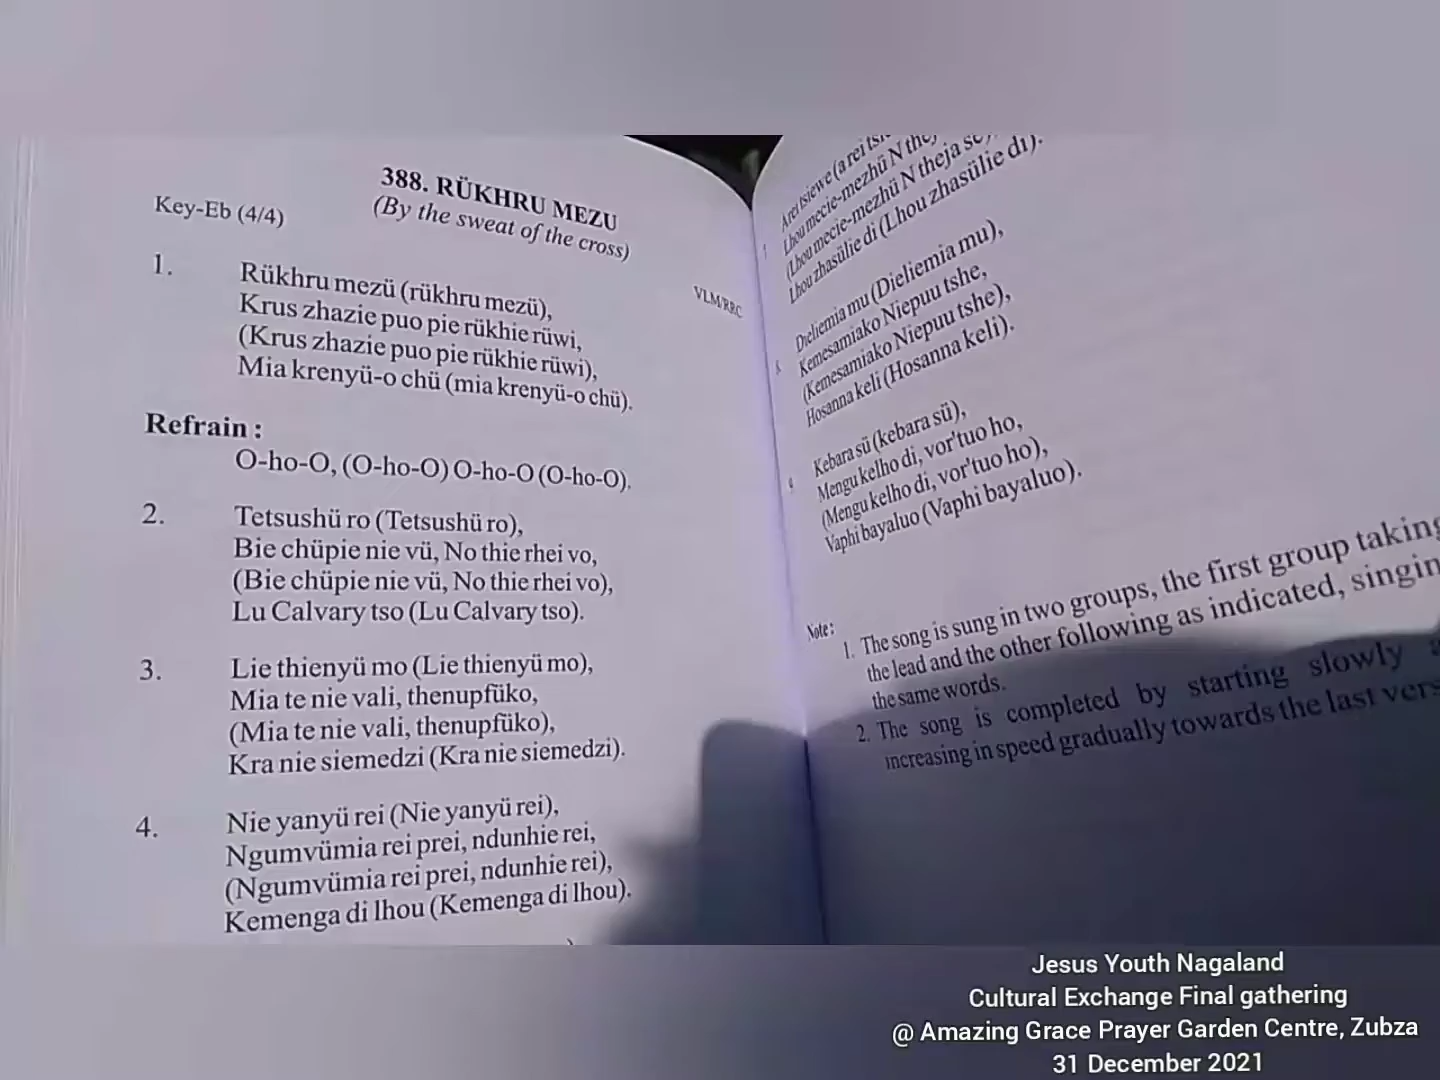 388. RÜKHRU MEZU
(By the sweat of the cross)
Key-Eb (4/4)
VLM/RRC
1. Rükhru mezü (rükhru mezü),
Krus zhazie puo pie rükhie rüwi,
(Krus zhazie puo pie rükhie rüwi),
Mia krenyü-o chü (mia krenyü-o chü).
Refrain :
O-ho-O, (O-ho-O) O-ho-O (O-ho-O).
2. Tetsushü ro (Tetsushü ro),
Bie chüpie nie vü, No thie rhei vo,
(Bie chüpie nie vü, No thie rhei vo),
Lu Calvary tso (Lu Calvary tso).
3. Lie thienyü mo (Lie thienyü mo),
Mia te nie vali, thenupfüko,
(Mia te nie vali, thenupfüko),
Kra nie siemedzi (Kra nie siemedzi).
4. Nie yanyü rei (Nie yanyü rei),
Ngumvümia rei prei, ndunhie rei,
(Ngumvümia rei prei, ndunhie rei),
Kemenga di lhou (Kemenga di lhou).
Arei tsiewe (a rei
Lhou mecie-mezhü N
(Lhou mecie-mezhü N theja
Lhou zhasülie di (Lhou zhasülie di).
Dieliemia mu (Dieliemia mu),
Kemesamiako Niepuu tshe,
(Kemesamiako Niepuu tshe),
Hosanna keli (Hosanna keli).
Kebara sü (kebara sü),
Mengu kelho di, vor'tuo ho,
(Mengu kelho di, vor'tuo ho),
Vaphi bayaluo (Vaphi bayaluo).
Note :
1. The song is sung in two groups, the first group taking
the lead and the other following as indicated, singin
the same words.
2. The song is completed by starting slowly
increasing in speed gradually towards the last vers
Jesus Youth Nagaland
Cultural Exchange Final gathering
@ Amazing Grace Prayer Garden Centre, Zubza
31 December 2021